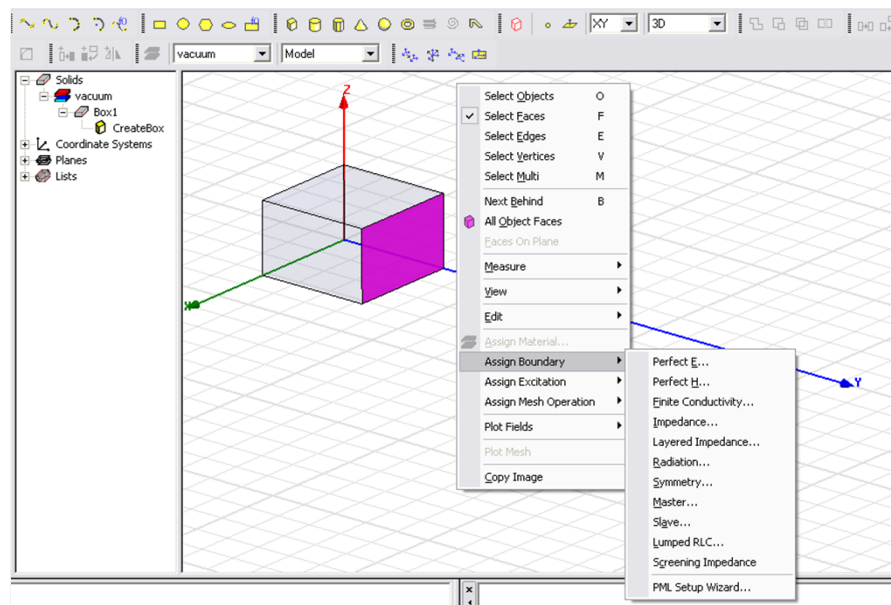 XY
3D
vacuum
Model
Solids
vacuum
Box1
CreateBox
Coordinate Systems
Planes
Lists
Z
X
Y
Select Objects O
Select Faces F
Select Edges E
Select Vertices V
Select Multi M
Next Behind B
All Object Faces
Faces On Plane
Measure
View
Edit
Assign Material...
Assign Boundary
Assign Excitation
Assign Mesh Operation
Plot Fields
Plot Mesh
Copy Image
Perfect E...
Perfect H...
Finite Conductivity...
Impedance...
Layered Impedance...
Radiation...
Symmetry...
Master...
Slave...
Lumped RLC...
Screening Impedance
PML Setup Wizard...